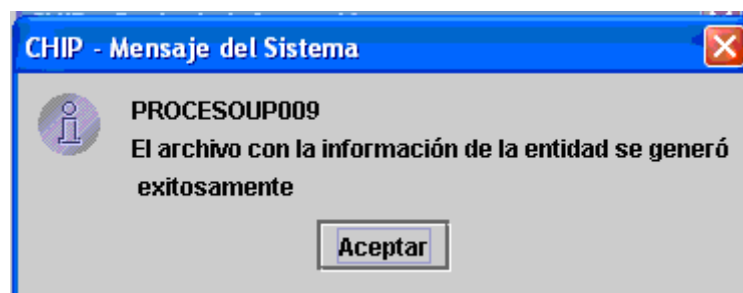 CHIP - Mensaje del Sistema
PROCESOUP009
El archivo con la información de la entidad se generó
exitosamente
Aceptar